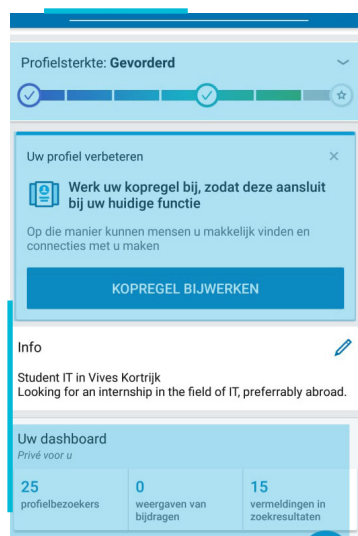 Profielsterkte: Gevorderd
Uw profiel verbeteren
Werk uw kopregel bij, zodat deze aansluit
bij uw huidige functie
Op die manier kunnen mensen u makkelijk vinden en
connecties met u maken
KOPREGEL BIJWERKEN
Info
Student IT in Vives Kortrijk
Looking for an internship in the field of IT, preferrably abroad.
Uw dashboard
Privé voor u
25
profielbezoekers
0
weergaven van
bijdragen
15
vermeldingen in
zoekresultaten